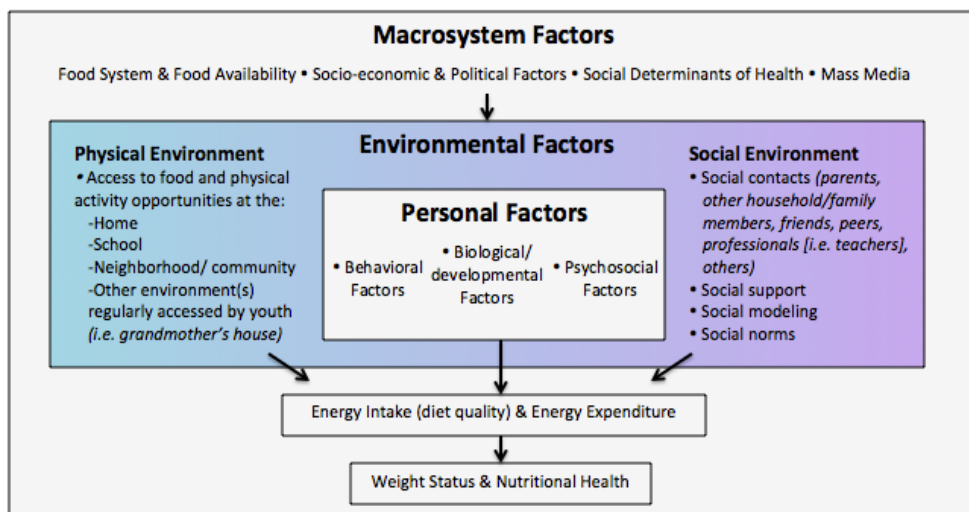 Macrosystem Factors
Food System & Food Availability • Socio-economic & Political Factors • Social Determinants of Health • Mass Media
Environmental Factors
Physical Environment
• Access to food and physical
activity opportunities at the:
-Home
-School
-Neighborhood/ community
-Other environment(s)
regularly accessed by youth
(i.e. grandmother's house)
Personal Factors
• Behavioral
Factors
• Biological/
developmental
Factors
• Psychosocial
Factors
Social Environment
• Social contacts (parents,
other household/family
members, friends, peers,
professionals [i.e. teachers],
others)
• Social support
• Social modeling
• Social norms
Energy Intake (diet quality) & Energy Expenditure
Weight Status & Nutritional Health